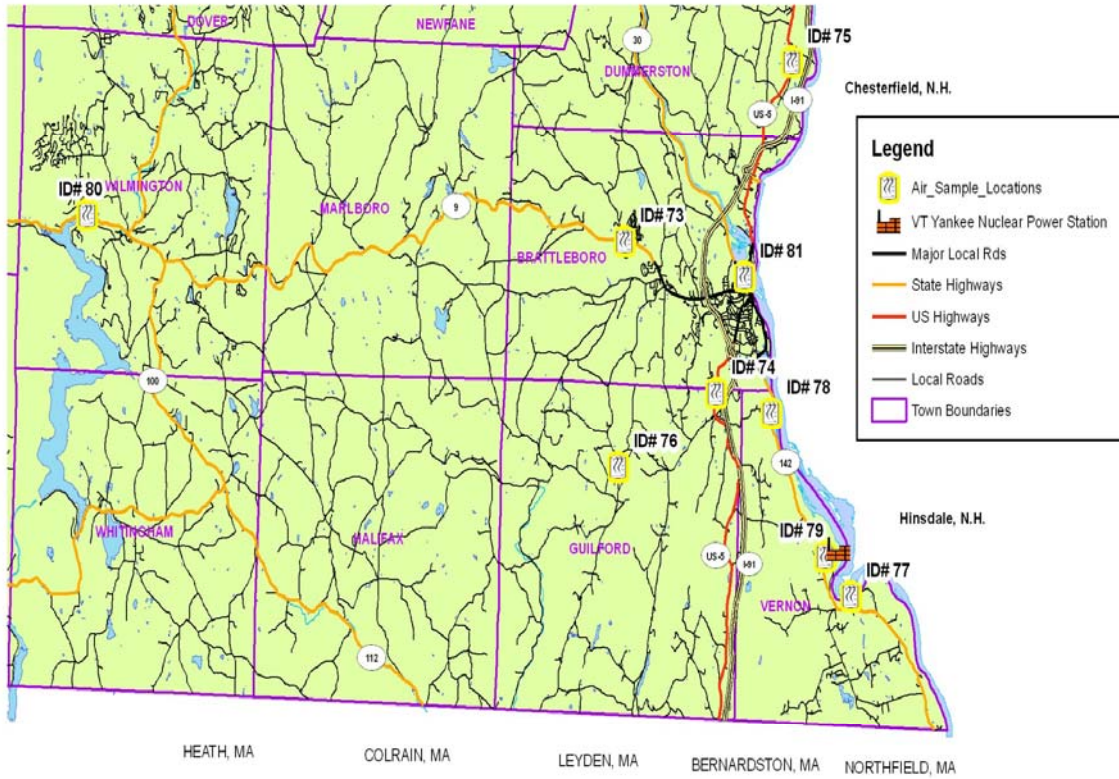 DOVER
NEWFANE
30
ID# 75
DUMMERSTON
Chesterfield, N.H.
US-5
I-91
ID# 80
WILMINGTON
MARLBORO
9
ID# 73
BRATTLEBORO
ID# 81
ID# 74
ID# 78
100
ID# 76
142
WHITINGHAM
HALIFAX
GUILFORD
US-5
I-91
ID# 79
Hinsdale, N.H.
ID# 77
VERNON
112
HEATH, MA
COLRAIN, MA
LEYDEN, MA
BERNARDSTON, MA
NORTHFIELD, MA
Legend
Air_Sample_Locations
VT Yankee Nuclear Power Station
Major Local Rds
State Highways
US Highways
Interstate Highways
Local Roads
Town Boundaries